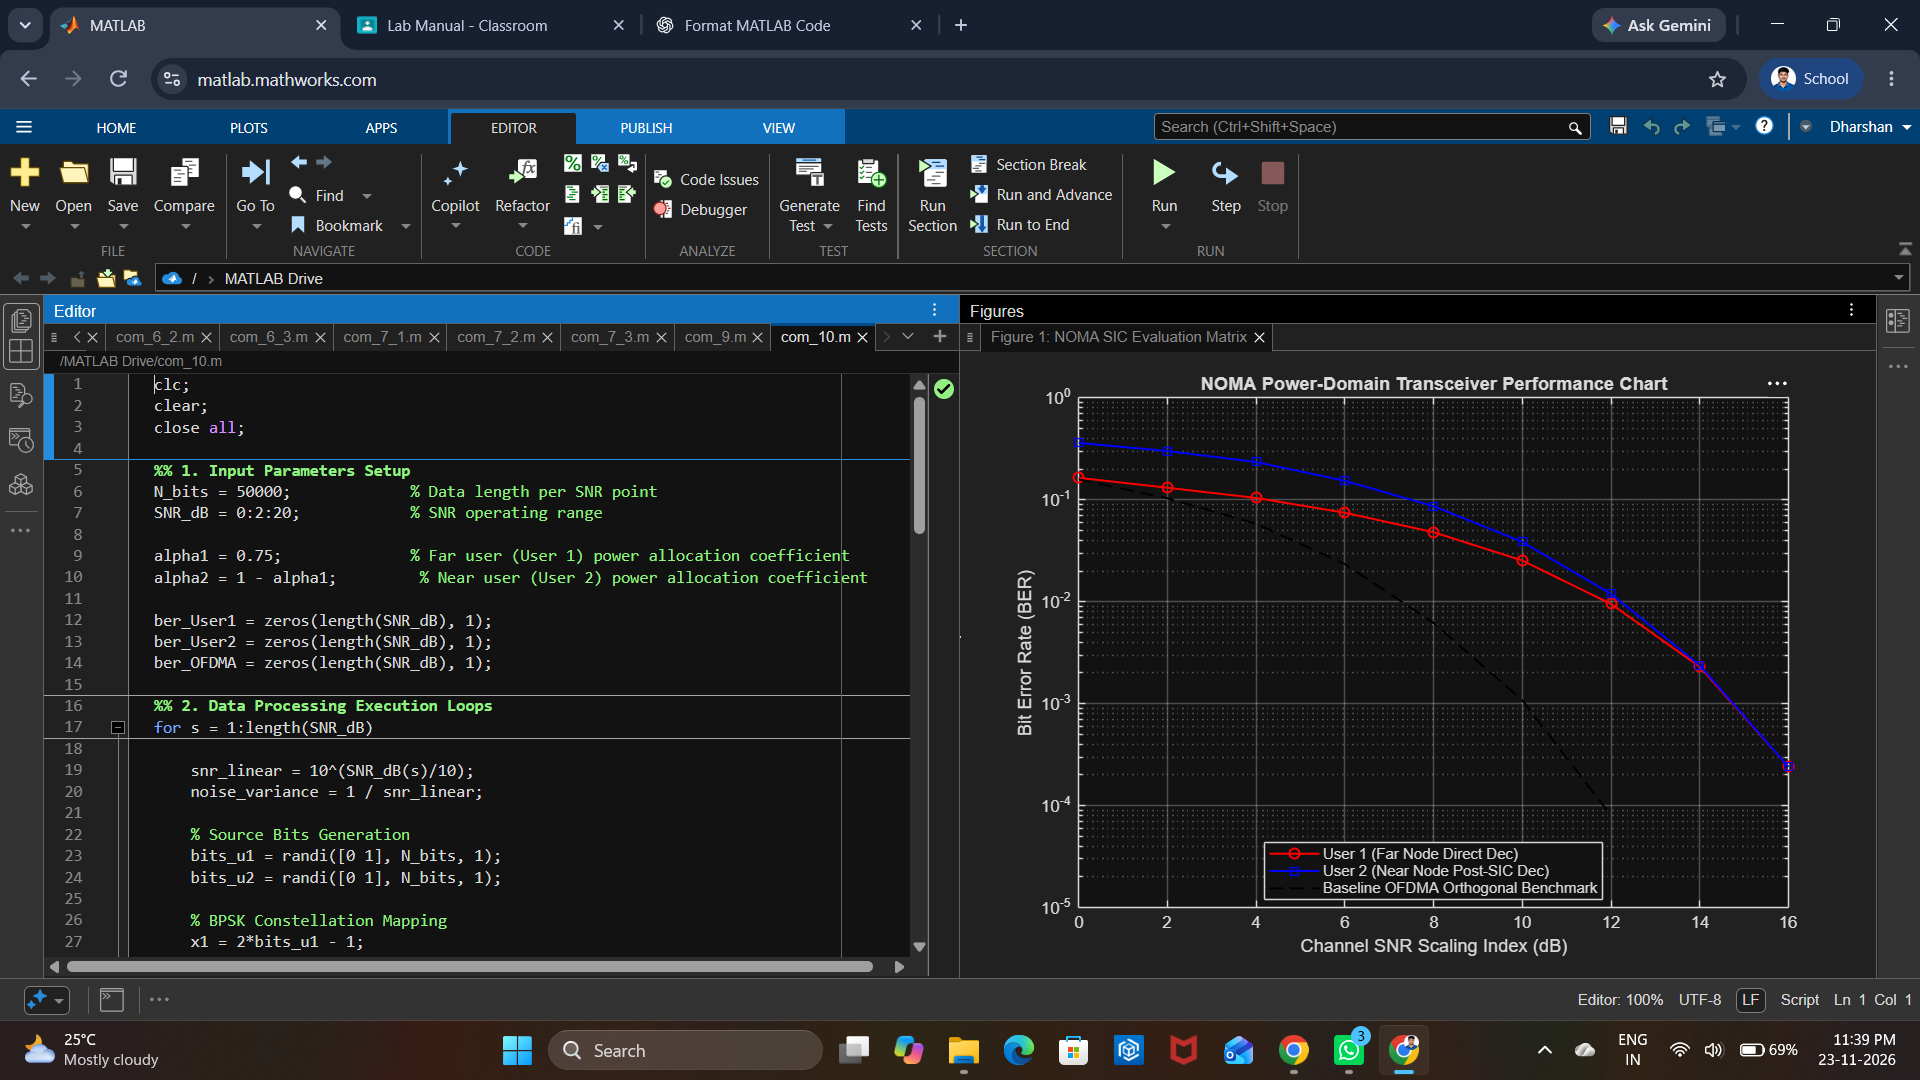 MATLAB
Lab Manual - Classroom
Format MATLAB Code
Ask Gemini
matlab.mathworks.com
School
HOME
PLOTS
APPS
EDITOR
PUBLISH
VIEW
Search (Ctrl+Shift+Space)
Dharshan
New
Open
Save
Compare
FILE
Go To
Find
Bookmark
NAVIGATE
Copilot
Refactor
CODE
Code Issues
Debugger
ANALYZE
Generate
Test
Find
Tests
TEST
Run
Section
Section Break
Run and Advance
Run to End
SECTION
Run
Step
Stop
RUN
/ › MATLAB Drive
Editor
com_6_2.m
com_6_3.m
com_7_1.m
com_7_2.m
com_7_3.m
com_9.m
com_10.m
/MATLAB Drive/com_10.m
1 clc;
2 clear;
3 close all;
4
5 %% 1. Input Parameters Setup
6 N_bits = 50000; % Data length per SNR point
7 SNR_dB = 0:2:20; % SNR operating range
8
9 alpha1 = 0.75; % Far user (User 1) power allocation coefficient
10 alpha2 = 1 - alpha1; % Near user (User 2) power allocation coefficient
11
12 ber_User1 = zeros(length(SNR_dB), 1);
13 ber_User2 = zeros(length(SNR_dB), 1);
14 ber_OFDMA = zeros(length(SNR_dB), 1);
15
16 %% 2. Data Processing Execution Loops
17 for s = 1:length(SNR_dB)
18
19 snr_linear = 10^(SNR_dB(s)/10);
20 noise_variance = 1 / snr_linear;
21
22 % Source Bits Generation
23 bits_u1 = randi([0 1], N_bits, 1);
24 bits_u2 = randi([0 1], N_bits, 1);
25
26 % BPSK Constellation Mapping
27 x1 = 2*bits_u1 - 1;
Figures
Figure 1: NOMA SIC Evaluation Matrix
NOMA Power-Domain Transceiver Performance Chart
10^0
10^-1
10^-2
10^-3
10^-4
10^-5
Bit Error Rate (BER)
User 1 (Far Node Direct Dec)
User 2 (Near Node Post-SIC Dec)
Baseline OFDMA Orthogonal Benchmark
0 2 4 6 8 10 12 14 16
Channel SNR Scaling Index (dB)
Editor: 100% UTF-8 LF Script Ln 1 Col 1
25°C
Mostly cloudy
Search
3
ENG
IN
69%
11:39 PM
23-11-2026